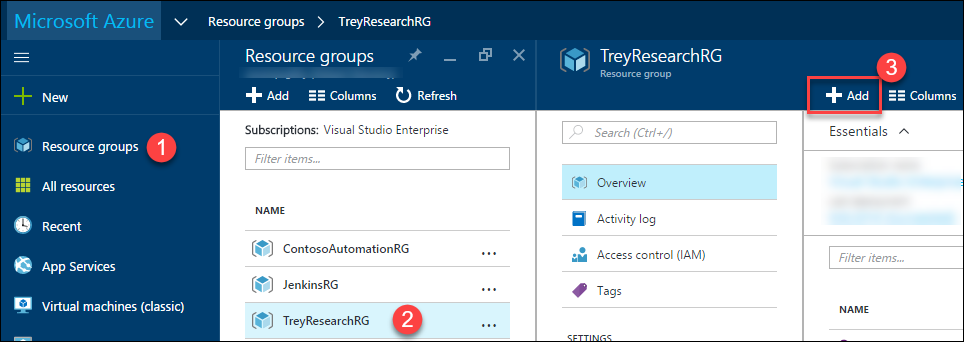 Microsoft Azure Resource groups > TreyResearchRG
New
Resource groups 1
All resources
Recent
App Services
Virtual machines (classic)
Resource groups
Add Columns Refresh
Subscriptions: Visual Studio Enterprise
Filter items...
NAME
ContosoAutomationRG ...
JenkinsRG ...
TreyResearchRG 2 ...
TreyResearchRG
Resource group
Search (Ctrl+/)
Overview
Activity log
Access control (IAM)
Tags
SETTINGS
3
Add Columns
Essentials
Filter items...
NAME